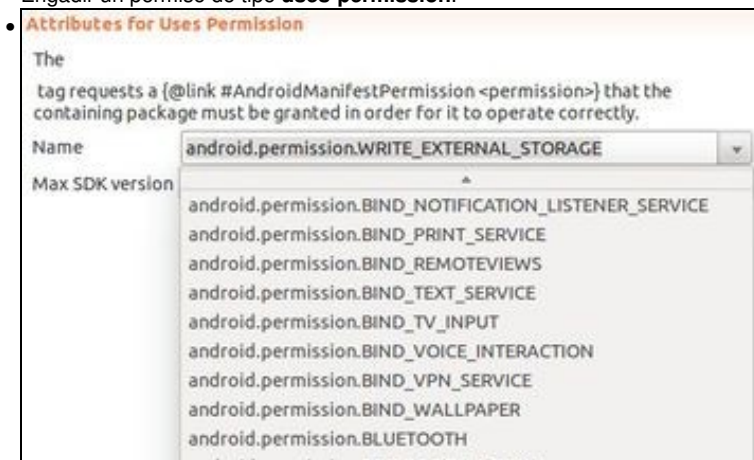 Engadir un permiso de tipo uses-permission.
Attributes for Uses Permission
The
tag requests a {@link #AndroidManifestPermission <permission>} that the
containing package must be granted in order for it to operate correctly.
Name android.permission.WRITE_EXTERNAL_STORAGE
Max SDK version
android.permission.BIND_NOTIFICATION_LISTENER_SERVICE
android.permission.BIND_PRINT_SERVICE
android.permission.BIND_REMOTEVIEWS
android.permission.BIND_TEXT_SERVICE
android.permission.BIND_TV_INPUT
android.permission.BIND_VOICE_INTERACTION
android.permission.BIND_VPN_SERVICE
android.permission.BIND_WALLPAPER
android.permission.BLUETOOTH